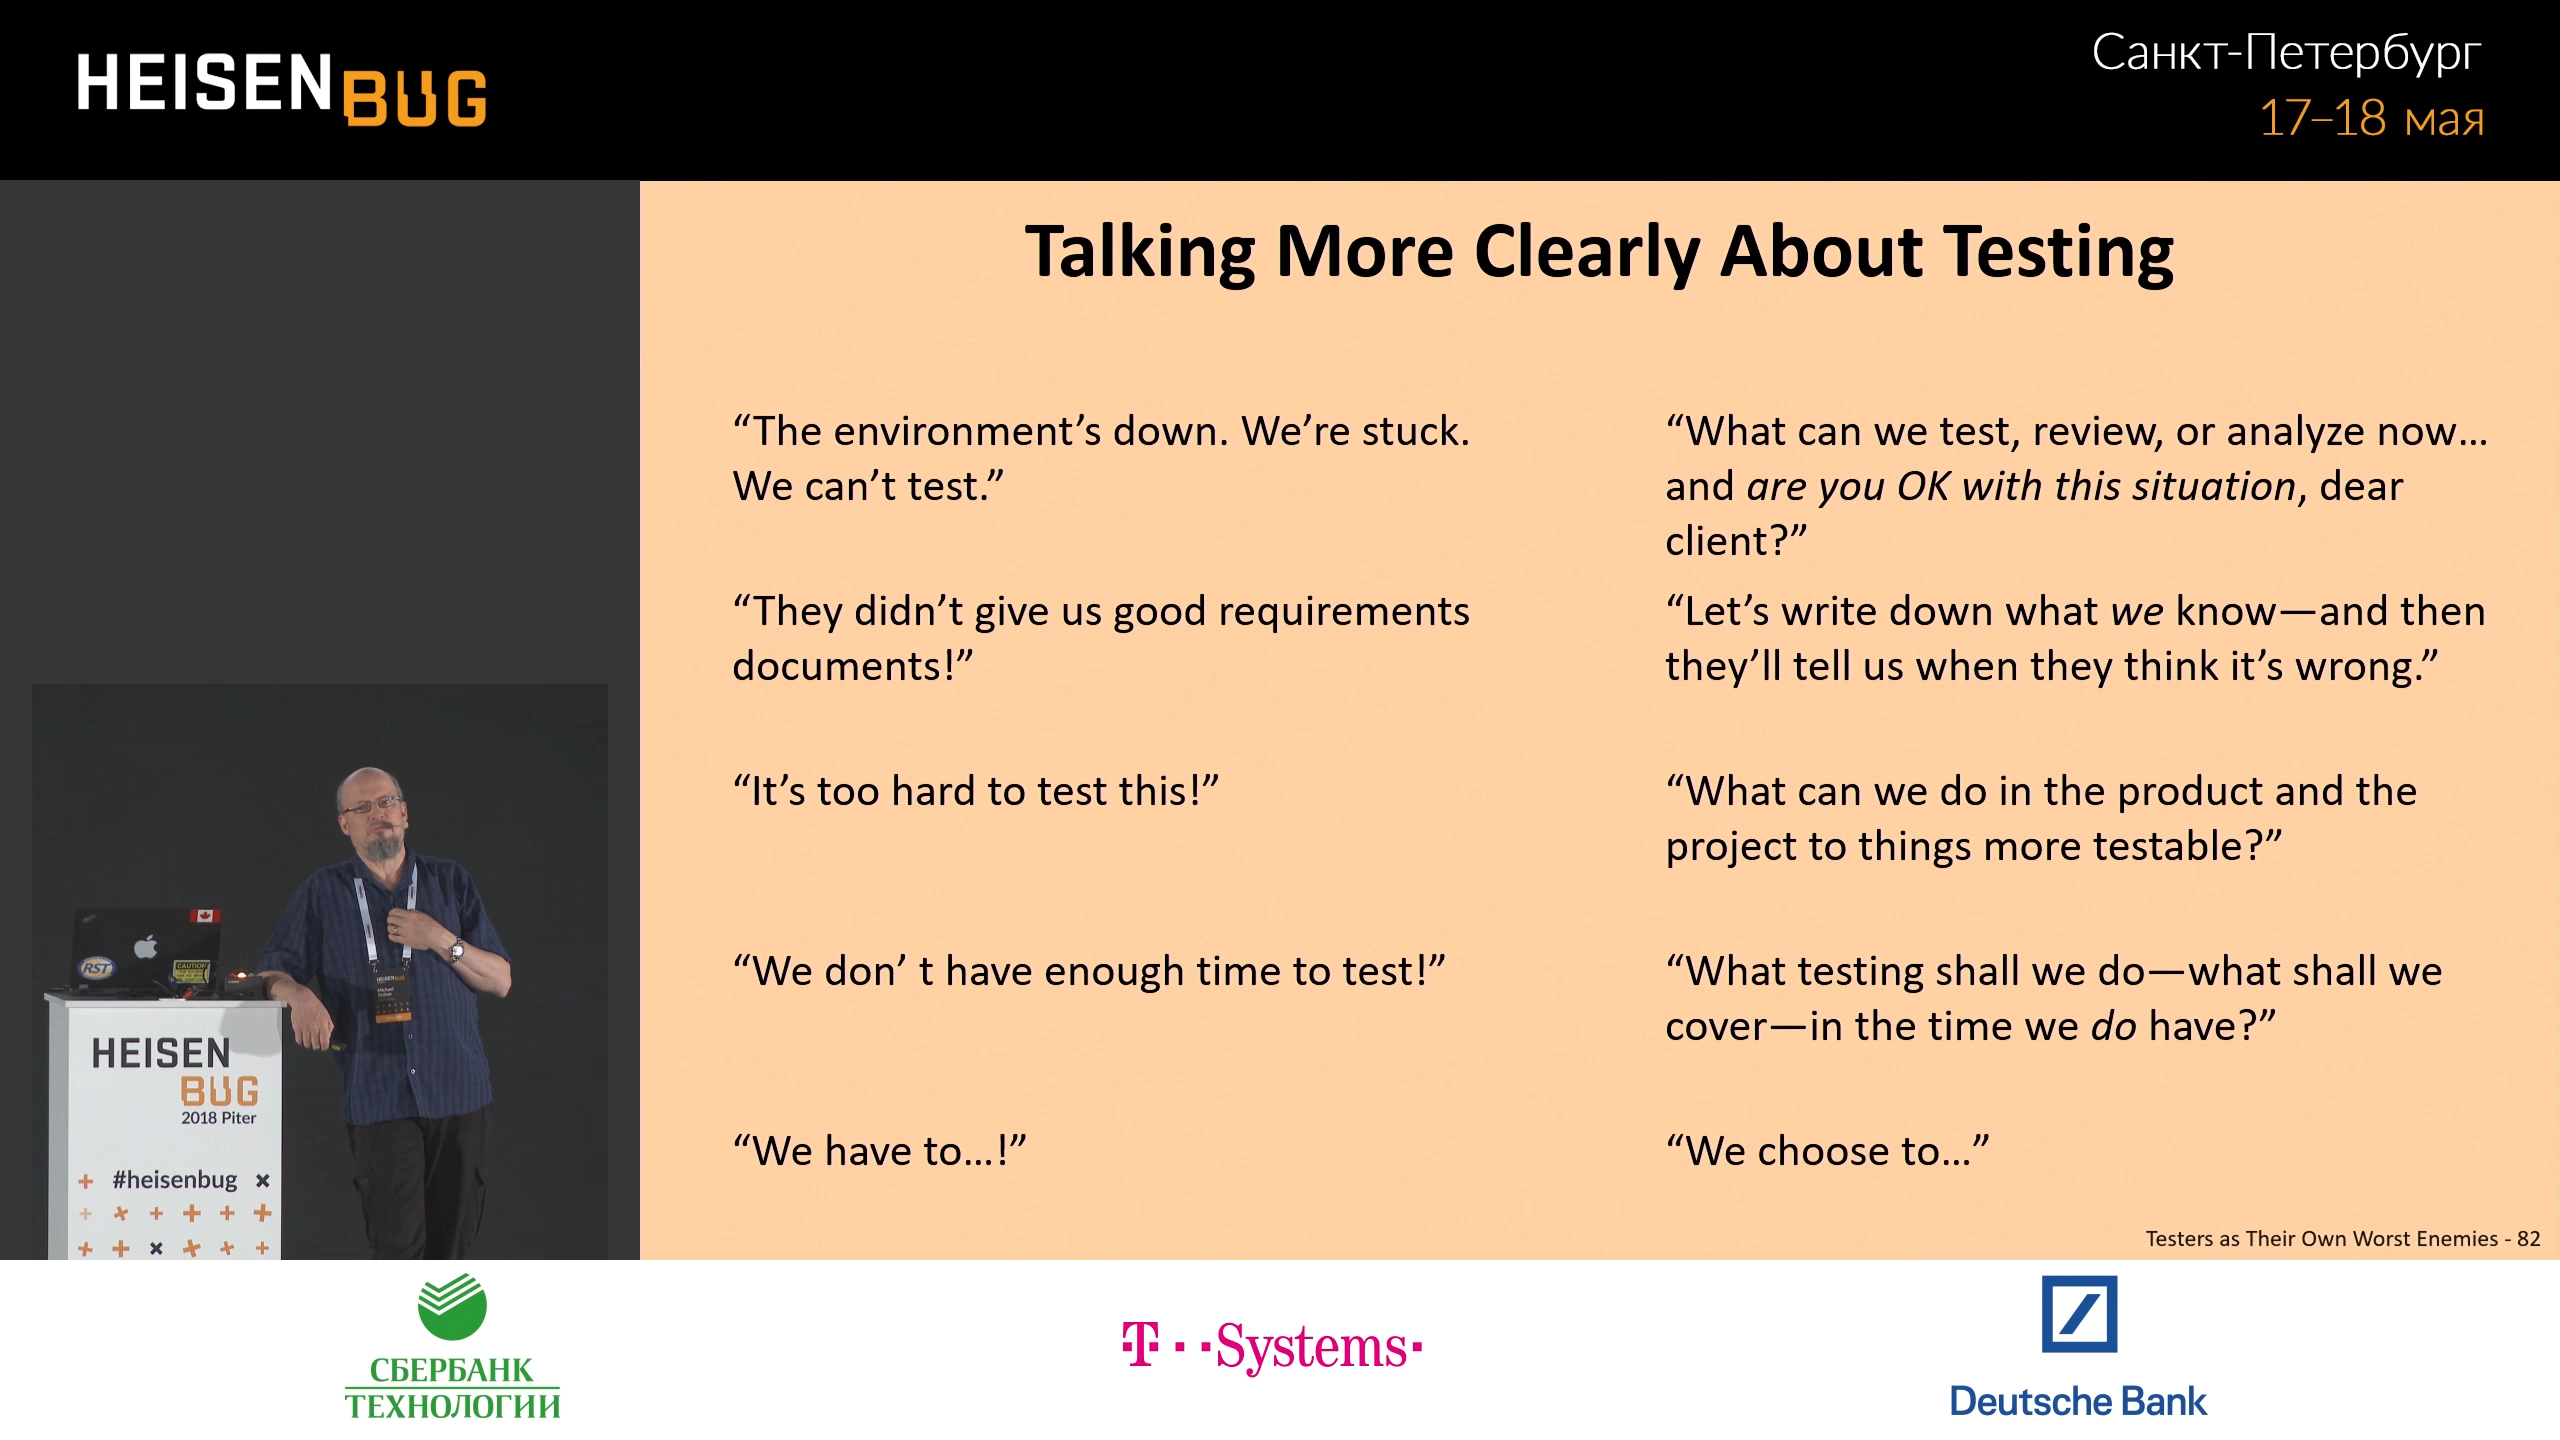 HEISENBUG
Санкт-Петербург
17–18 мая
Talking More Clearly About Testing
“The environment’s down. We’re stuck.
We can’t test.”
“What can we test, review, or analyze now…
and are you OK with this situation, dear
client?”
“They didn’t give us good requirements
documents!”
“Let’s write down what we know—and then
they’ll tell us when they think it’s wrong.”
“It’s too hard to test this!”
“What can we do in the product and the
project to things more testable?”
“We don’ t have enough time to test!”
“What testing shall we do—what shall we
cover—in the time we do have?”
“We have to…!”
“We choose to…”
Testers as Their Own Worst Enemies - 82
RST
CAUTION
HEISEN
BUG
2018 Piter
#heisenbug
HEISENBUG
Michael
СБЕРБАНК
ТЕХНОЛОГИИ
T··Systems·
Deutsche Bank